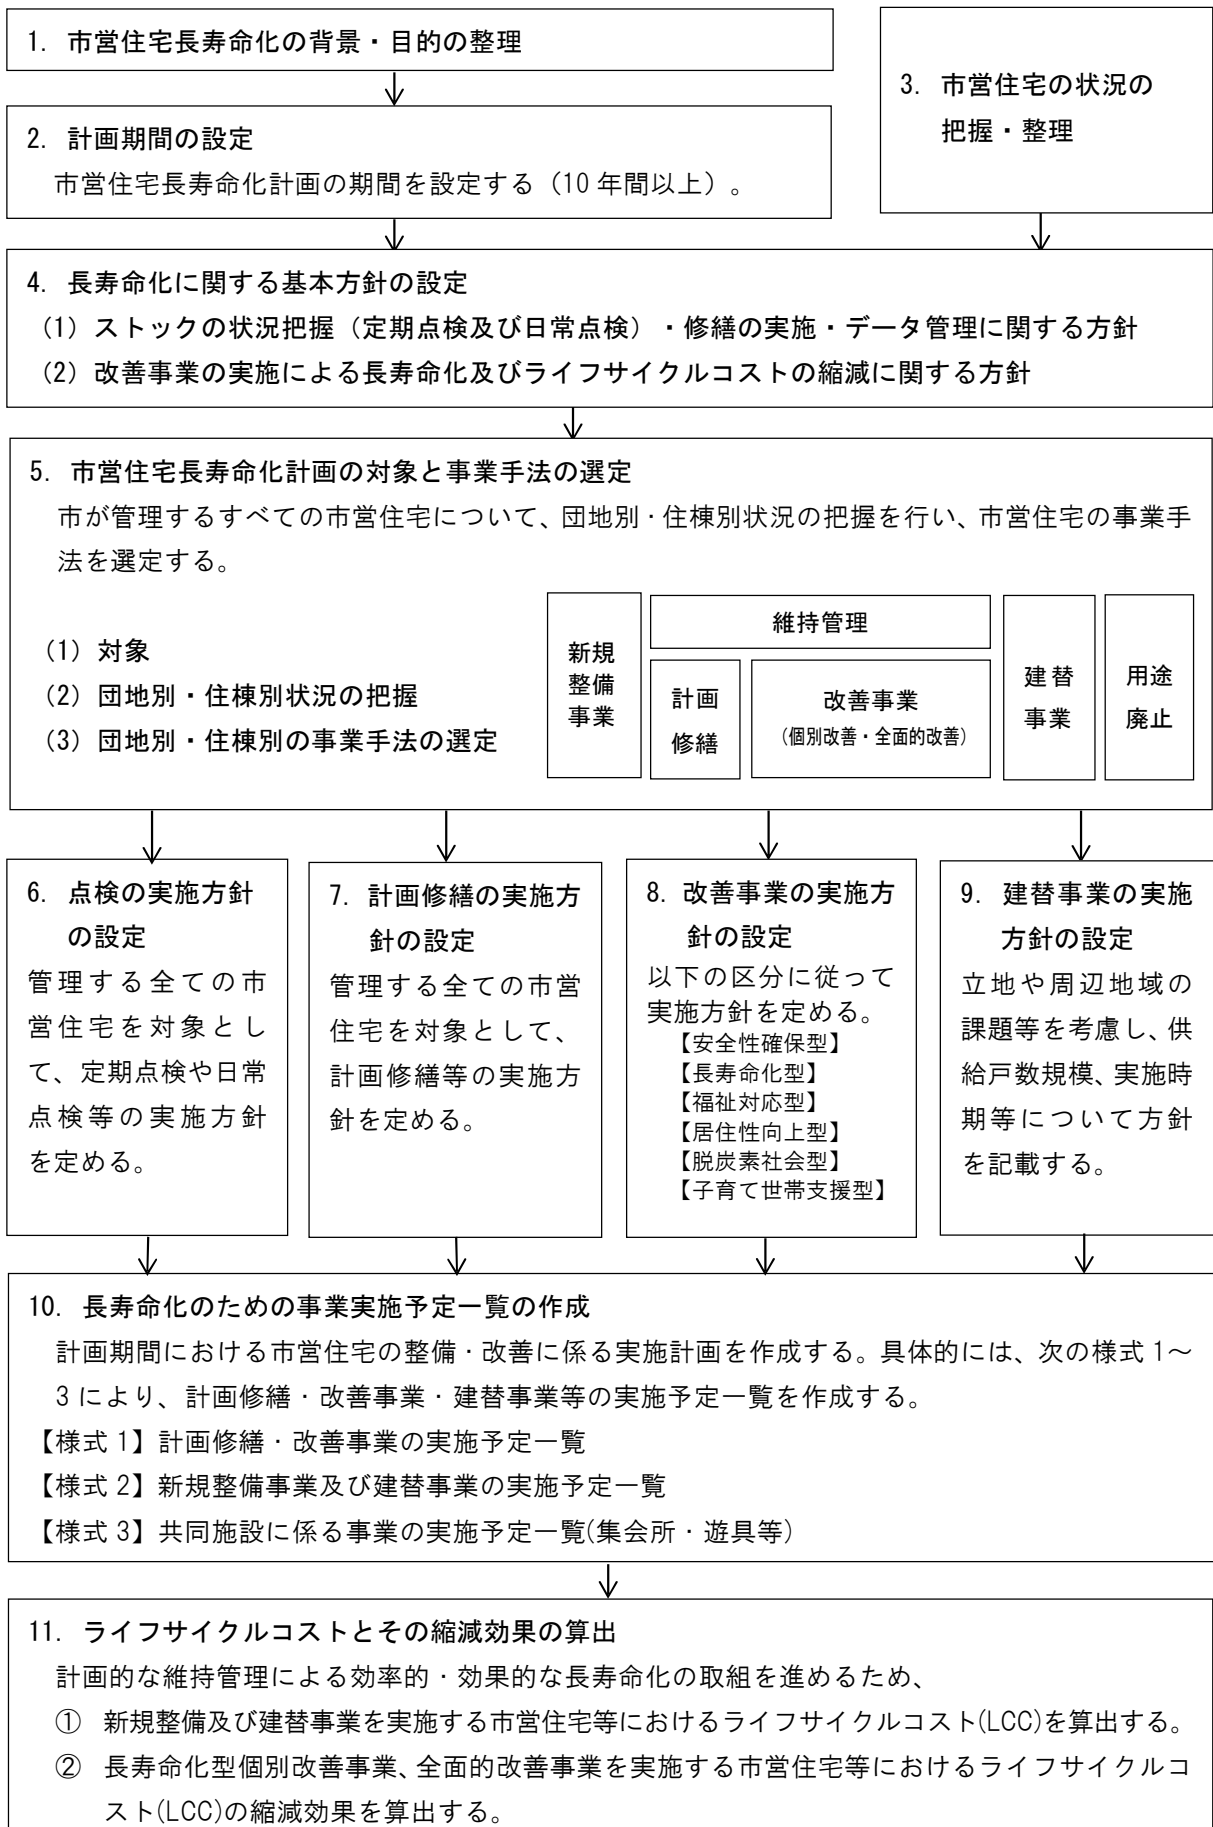 1. 市営住宅長寿命化の背景・目的の整理
2. 計画期間の設定
市営住宅長寿命化計画の期間を設定する（10年間以上）。
3. 市営住宅の状況の
把握・整理
4. 長寿命化に関する基本方針の設定
（1）ストックの状況把握（定期点検及び日常点検）・修繕の実施・データ管理に関する方針
（2）改善事業の実施による長寿命化及びライフサイクルコストの縮減に関する方針
5. 市営住宅長寿命化計画の対象と事業手法の選定
市が管理するすべての市営住宅について、団地別・住棟別状況の把握を行い、市営住宅の事業手
法を選定する。
（1）対象
（2）団地別・住棟別状況の把握
（3）団地別・住棟別の事業手法の選定
新規
整備
事業
維持管理
計画
修繕
改善事業
（個別改善・全面的改善）
建替
事業
用途
廃止
6. 点検の実施方針
の設定
管理する全ての市
営住宅を対象とし
て、定期点検や日常
点検等の実施方針
を定める。
7. 計画修繕の実施方
針の設定
管理する全ての市営
住宅を対象として、
計画修繕等の実施方
針を定める。
8. 改善事業の実施方
針の設定
以下の区分に従って
実施方針を定める。
【安全性確保型】
【長寿命化型】
【福祉対応型】
【居住性向上型】
【脱炭素社会型】
【子育て世帯支援型】
9. 建替事業の実施
方針の設定
立地や周辺地域の
課題等を考慮し、供
給戸数規模、実施時
期等について方針
を記載する。
10. 長寿命化のための事業実施予定一覧の作成
計画期間における市営住宅の整備・改善に係る実施計画を作成する。具体的には、次の様式1～
3により、計画修繕・改善事業・建替事業等の実施予定一覧を作成する。
【様式1】計画修繕・改善事業の実施予定一覧
【様式2】新規整備事業及び建替事業の実施予定一覧
【様式3】共同施設に係る事業の実施予定一覧(集会所・遊具等)
11. ライフサイクルコストとその縮減効果の算出
計画的な維持管理による効率的・効果的な長寿命化の取組を進めるため、
① 新規整備及び建替事業を実施する市営住宅等におけるライフサイクルコスト(LCC)を算出する。
② 長寿命化型個別改善事業、全面的改善事業を実施する市営住宅等におけるライフサイクルコ
スト(LCC)の縮減効果を算出する。